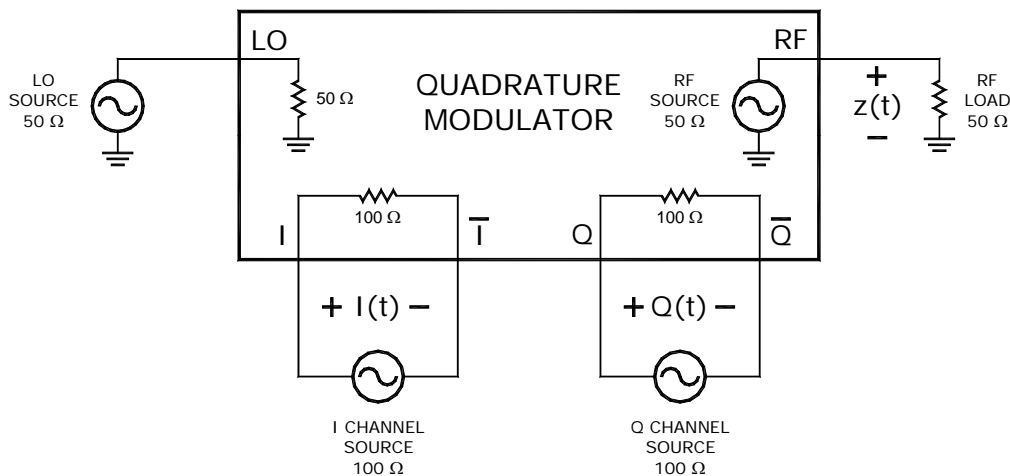 LO
RF
LO
SOURCE
50 Ω
50 Ω
QUADRATURE
MODULATOR
RF
SOURCE
50 Ω
+
z(t)
−
RF
LOAD
50 Ω
100 Ω
100 Ω
I
I̅
Q
Q̅
+ I(t) −
+ Q(t) −
I CHANNEL
SOURCE
100 Ω
Q CHANNEL
SOURCE
100 Ω